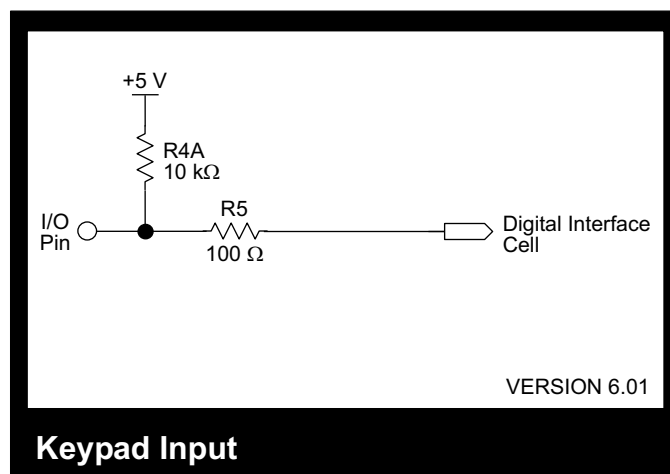 +5 V
R4A
10 kΩ
I/O
Pin
R5
100 Ω
Digital Interface
Cell
VERSION 6.01
Keypad Input